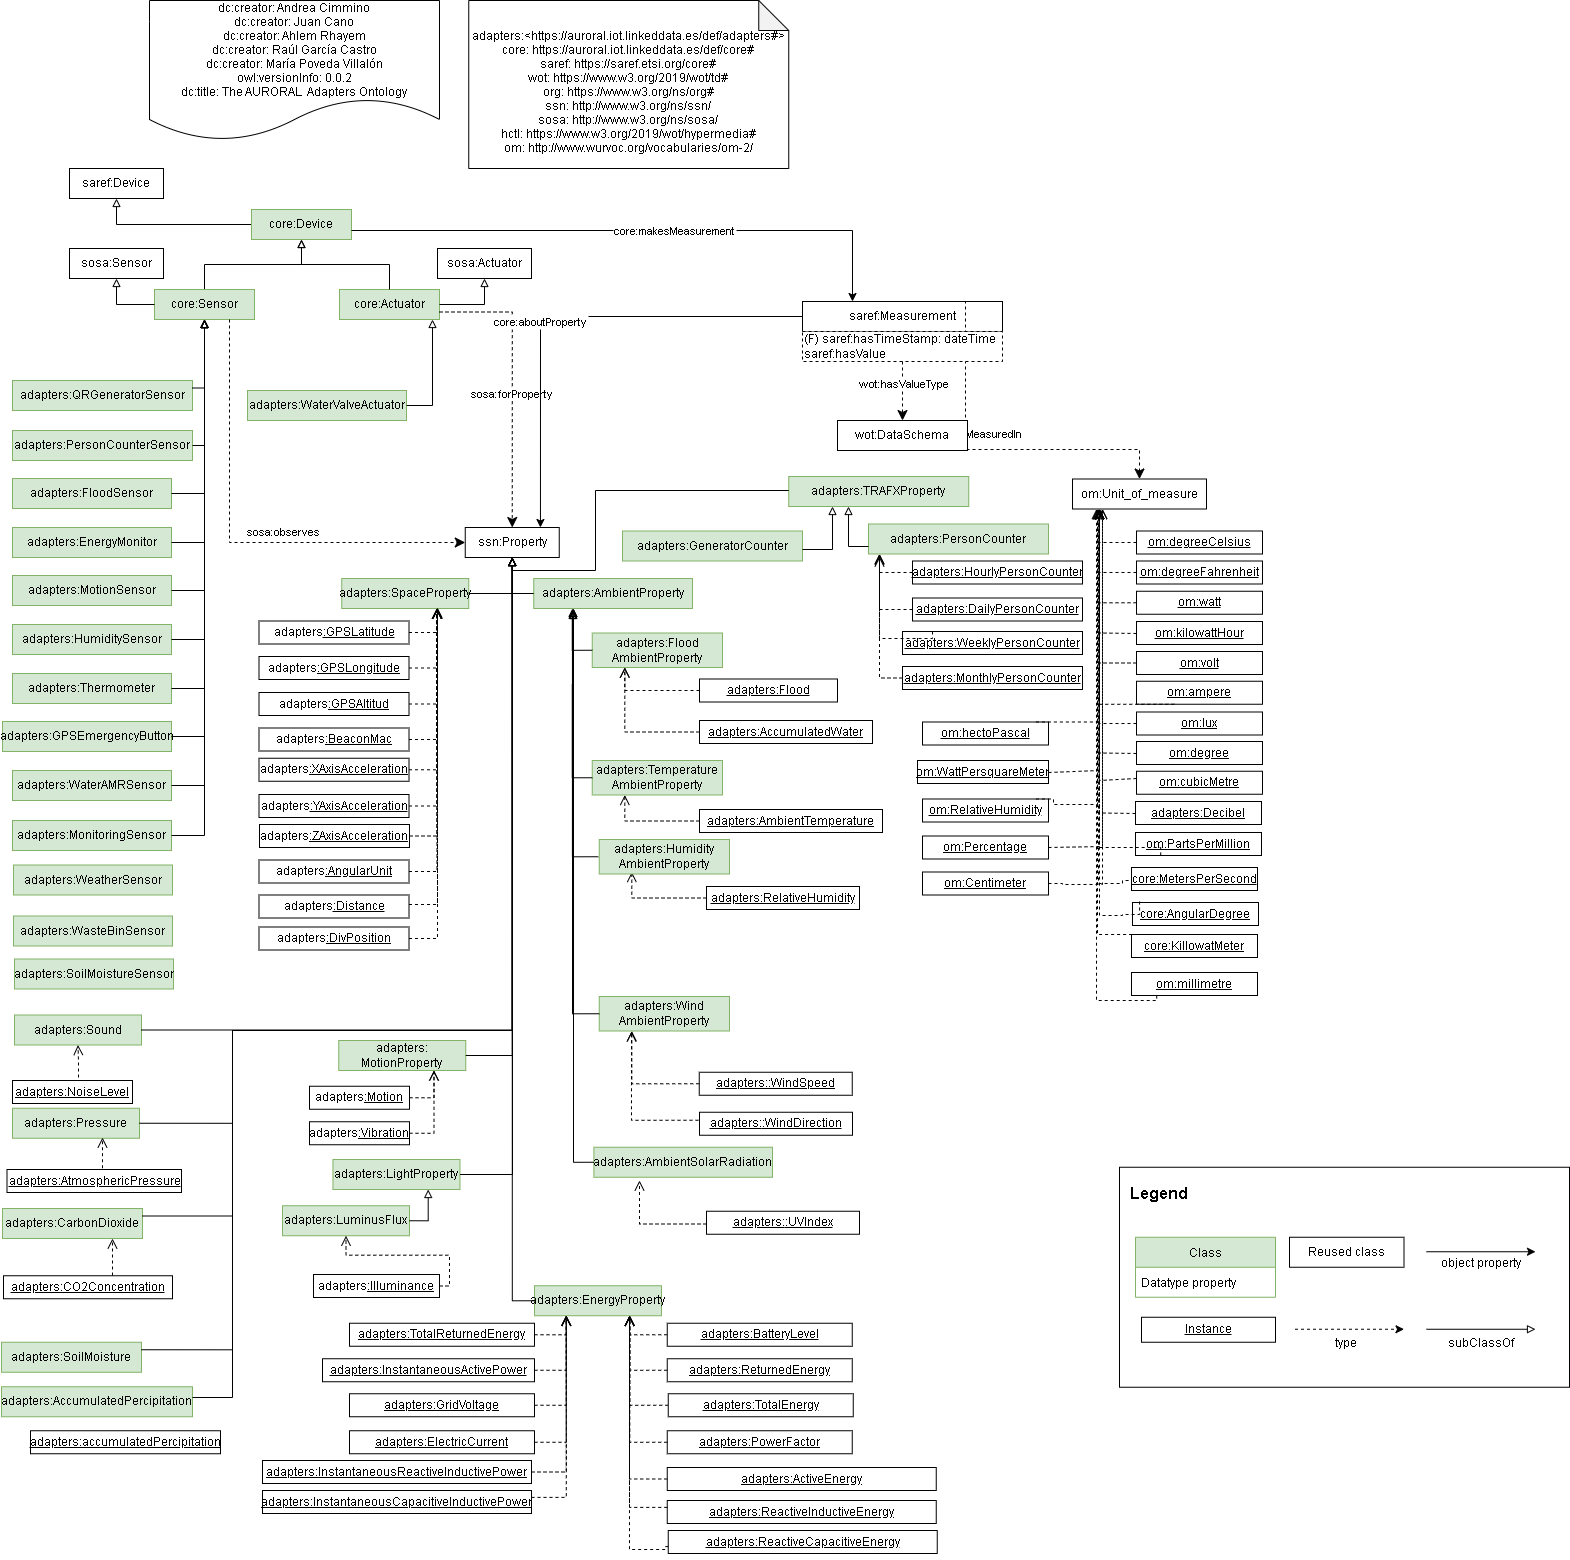 dc:creator: Andrea Cimmino
dc:creator: Juan Cano
dc:creator: Ahlem Rhayem
dc:creator: Raúl García Castro
dc:creator: María Poveda Villalón
owl:versionInfo: 0.0.2
dc:title: The AURORAL Adapters Ontology
adapters:<https://auroral.iot.linkeddata.es/def/adapters#>
core: https://auroral.iot.linkeddata.es/def/core#
saref: https://saref.etsi.org/core#
wot: https://www.w3.org/2019/wot/td#
org: https://www.w3.org/ns/org#
ssn: http://www.w3.org/ns/ssn/
sosa: http://www.w3.org/ns/sosa/
hctl: https://www.w3.org/2019/wot/hypermedia#
om: http://www.wurvoc.org/vocabularies/om-2/
saref:Device
core:Device
core:makesMeasurement
sosa:Sensor
sosa:Actuator
core:Sensor
core:Actuator
core:aboutProperty
saref:Measurement
(F) saref:hasTimeStamp: dateTime
saref:hasValue
wot:hasValueType
adapters:QRGeneratorSensor
adapters:WaterValveActuator
sosa:forProperty
wot:DataSchema
MeasuredIn
adapters:PersonCounterSensor
adapters:FloodSensor
adapters:EnergyMonitor
adapters:MotionSensor
adapters:HumiditySensor
adapters:Thermometer
adapters:GPSEmergencyButton
adapters:WaterAMRSensor
adapters:MonitoringSensor
adapters:WeatherSensor
adapters:WasteBinSensor
adapters:SoilMoistureSensor
sosa:observes
ssn:Property
adapters:TRAFXProperty
adapters:GeneratorCounter
adapters:PersonCounter
adapters:HourlyPersonCounter
adapters:DailyPersonCounter
adapters:WeeklyPersonCounter
adapters:MonthlyPersonCounter
om:Unit_of_measure
om:degreeCelsius
om:degreeFahrenheit
om:watt
om:kilowattHour
om:volt
om:ampere
om:lux
om:degree
om:cubicMetre
adapters:Decibel
om:PartsPerMillion
core:MetersPerSecond
core:AngularDegree
core:KillowatMeter
om:millimetre
om:hectoPascal
om:WattPersquareMeter
om:RelativeHumidity
om:Percentage
om:Centimeter
adapters:SpaceProperty
adapters:GPSLatitude
adapters:GPSLongitude
adapters:GPSAltitud
adapters:BeaconMac
adapters:XAxisAcceleration
adapters:YAxisAcceleration
adapters:ZAxisAcceleration
adapters:AngularUnit
adapters:Distance
adapters:DivPosition
adapters:AmbientProperty
adapters:Flood
AmbientProperty
adapters:Flood
adapters:AccumulatedWater
adapters:Temperature
AmbientProperty
adapters:AmbientTemperature
adapters:Humidity
AmbientProperty
adapters:RelativeHumidity
adapters:Wind
AmbientProperty
adapters::WindSpeed
adapters::WindDirection
adapters:AmbientSolarRadiation
adapters::UVIndex
adapters:Sound
adapters:NoiseLevel
adapters:Pressure
adapters:AtmosphericPressure
adapters:CarbonDioxide
adapters:CO2Concentration
adapters:SoilMoisture
adapters:AccumulatedPercipitation
adapters:accumulatedPercipitation
adapters:
MotionProperty
adapters:Motion
adapters:Vibration
adapters:LightProperty
adapters:LuminusFlux
adapters:Illuminance
adapters:EnergyProperty
adapters:TotalReturnedEnergy
adapters:InstantaneousActivePower
adapters:GridVoltage
adapters:ElectricCurrent
adapters:InstantaneousReactiveInductivePower
adapters:InstantaneousCapacitiveInductivePower
adapters:BatteryLevel
adapters:ReturnedEnergy
adapters:TotalEnergy
adapters:PowerFactor
adapters:ActiveEnergy
adapters:ReactiveInductiveEnergy
adapters:ReactiveCapacitiveEnergy
Legend
Class
Datatype property
Reused class
object property
Instance
type
subClassOf